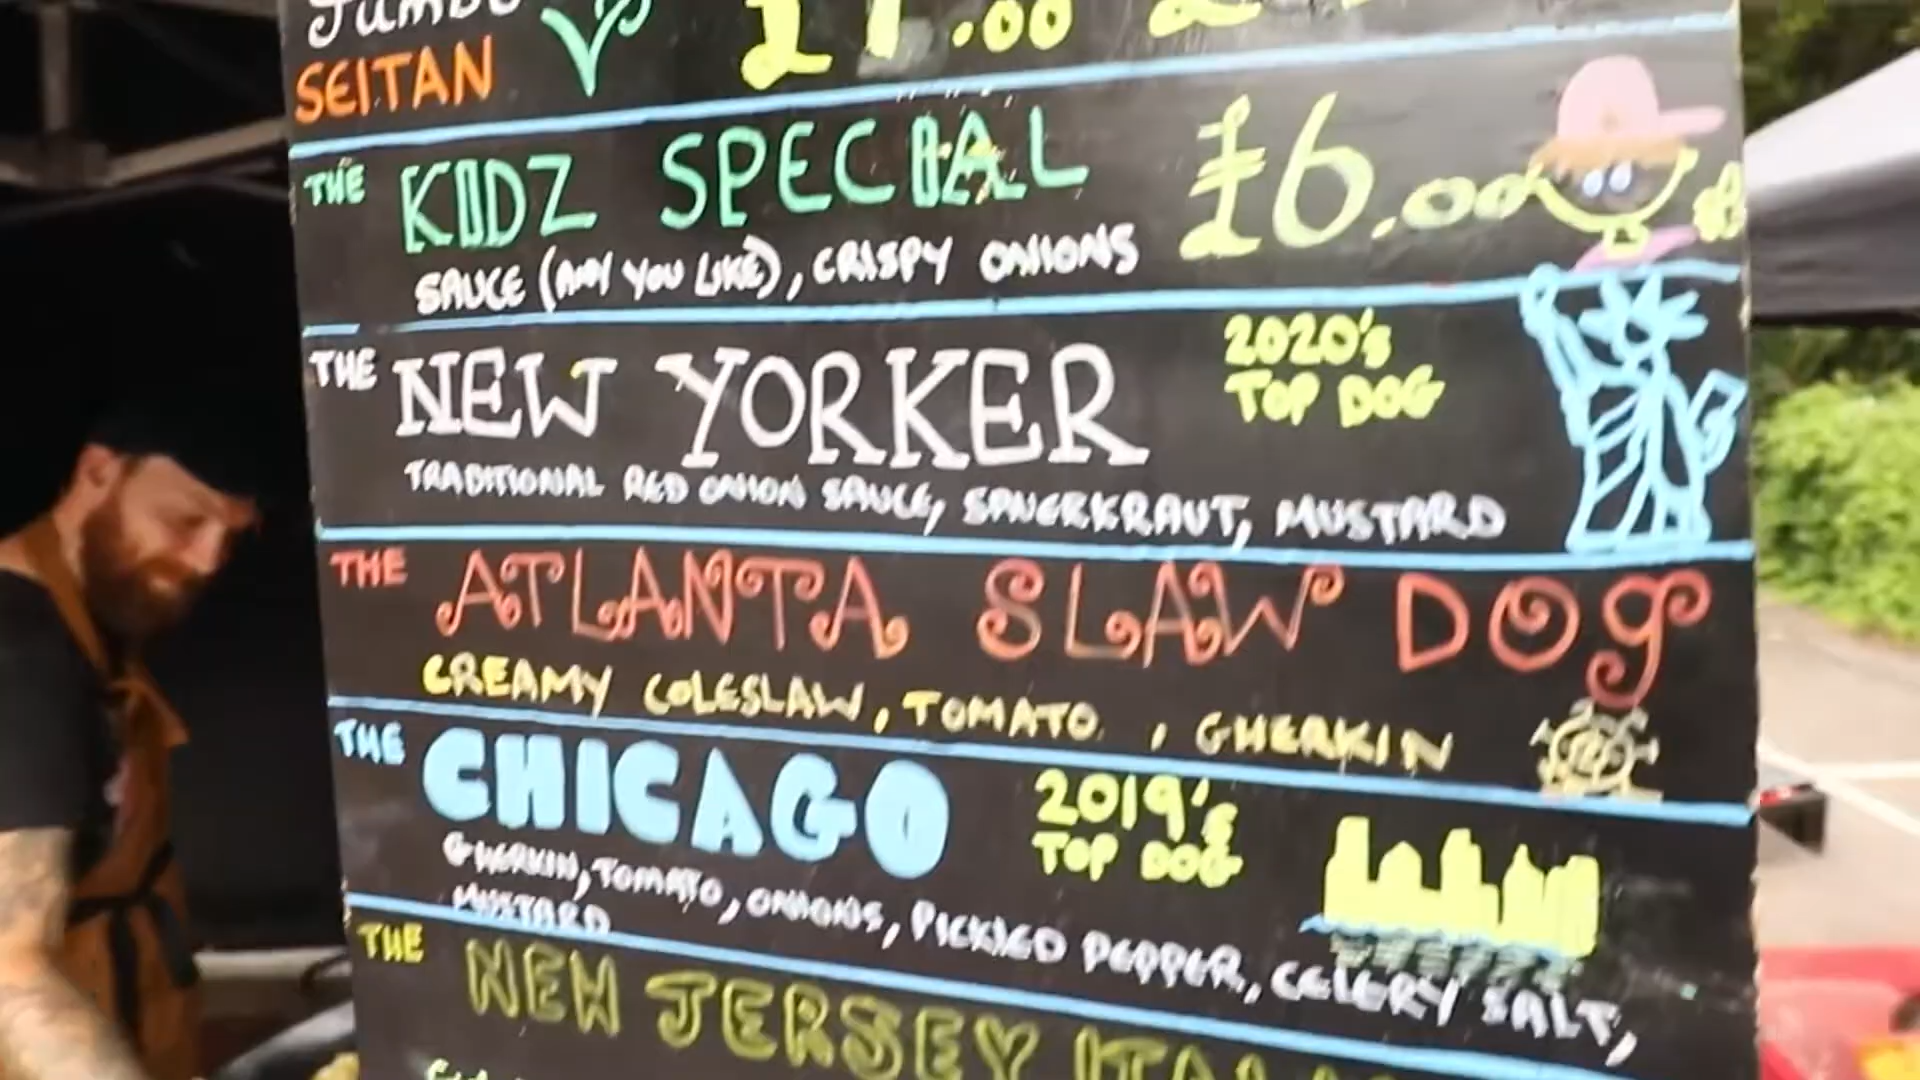 Jumbo
SEITAN
THE KIDZ SPECIAL £6.00
SAUCE (ANY YOU LIKE), CRISPY ONIONS
THE NEW YORKER
2020's
TOP DOG
TRADITIONAL RED ONION SAUCE, SAUERKRAUT, MUSTARD
THE ATLANTA SLAW DOG
CREAMY COLESLAW, TOMATO, GHERKIN
THE CHICAGO
2019's
TOP DOG
GHERKIN, TOMATO, ONIONS, PICKLED PEPPER, CELERY SALT,
MUSTARD
THE NEW JERSEY